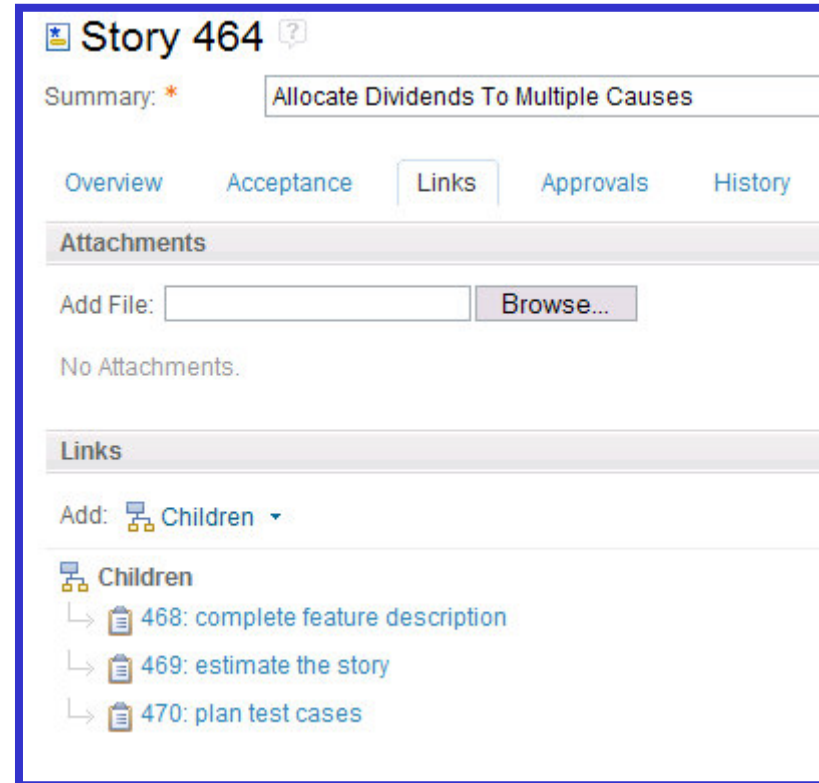 Story 464 ?
Summary: * Allocate Dividends To Multiple Causes
Overview Acceptance Links Approvals History
Attachments
Add File: Browse...
No Attachments.
Links
Add: Children
Children
468: complete feature description
469: estimate the story
470: plan test cases